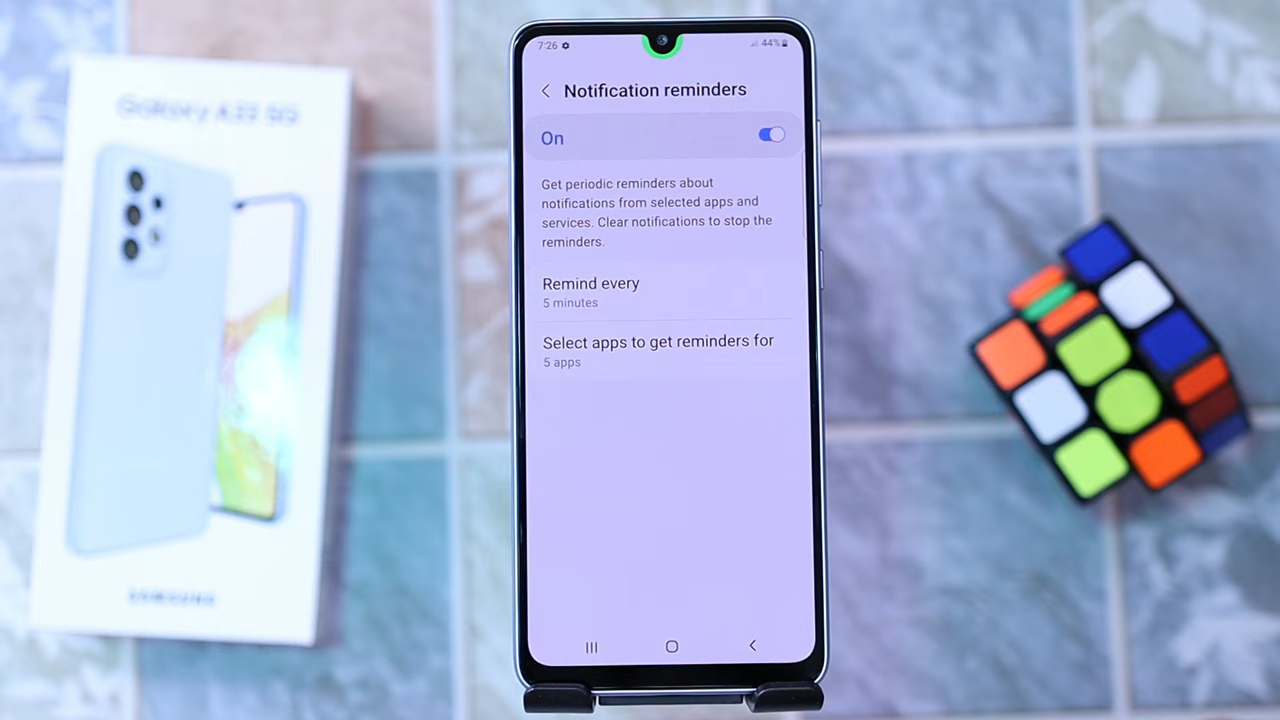 Galaxy A33 5G
SAMSUNG
7:26
44%
Notification reminders
On
Get periodic reminders about
notifications from selected apps and
services. Clear notifications to stop the
reminders.
Remind every
5 minutes
Select apps to get reminders for
5 apps